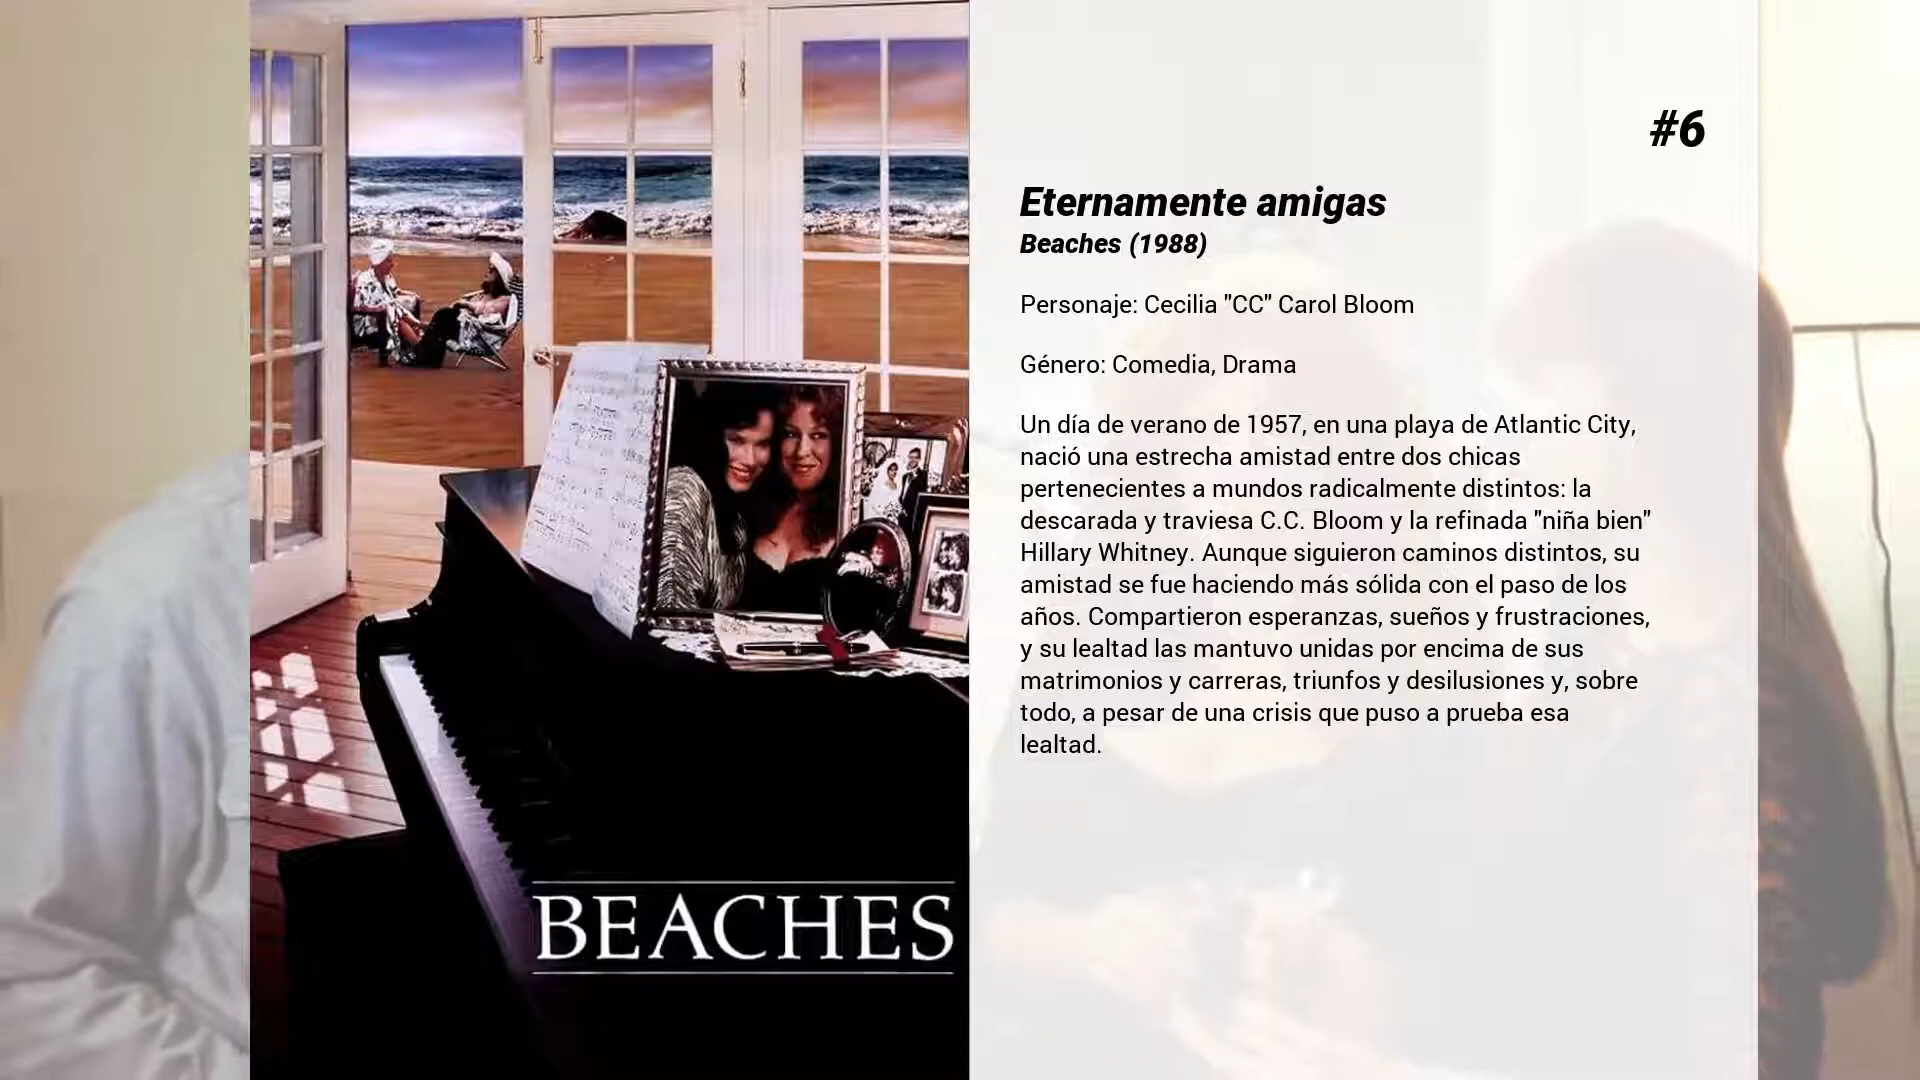 #6
Eternamente amigas
Beaches (1988)
Personaje: Cecilia "CC" Carol Bloom
Género: Comedia, Drama
Un día de verano de 1957, en una playa de Atlantic City,
nació una estrecha amistad entre dos chicas
pertenecientes a mundos radicalmente distintos: la
descarada y traviesa C.C. Bloom y la refinada "niña bien"
Hillary Whitney. Aunque siguieron caminos distintos, su
amistad se fue haciendo más sólida con el paso de los
años. Compartieron esperanzas, sueños y frustraciones,
y su lealtad las mantuvo unidas por encima de sus
matrimonios y carreras, triunfos y desilusiones y, sobre
todo, a pesar de una crisis que puso a prueba esa
lealtad.
BEACHES